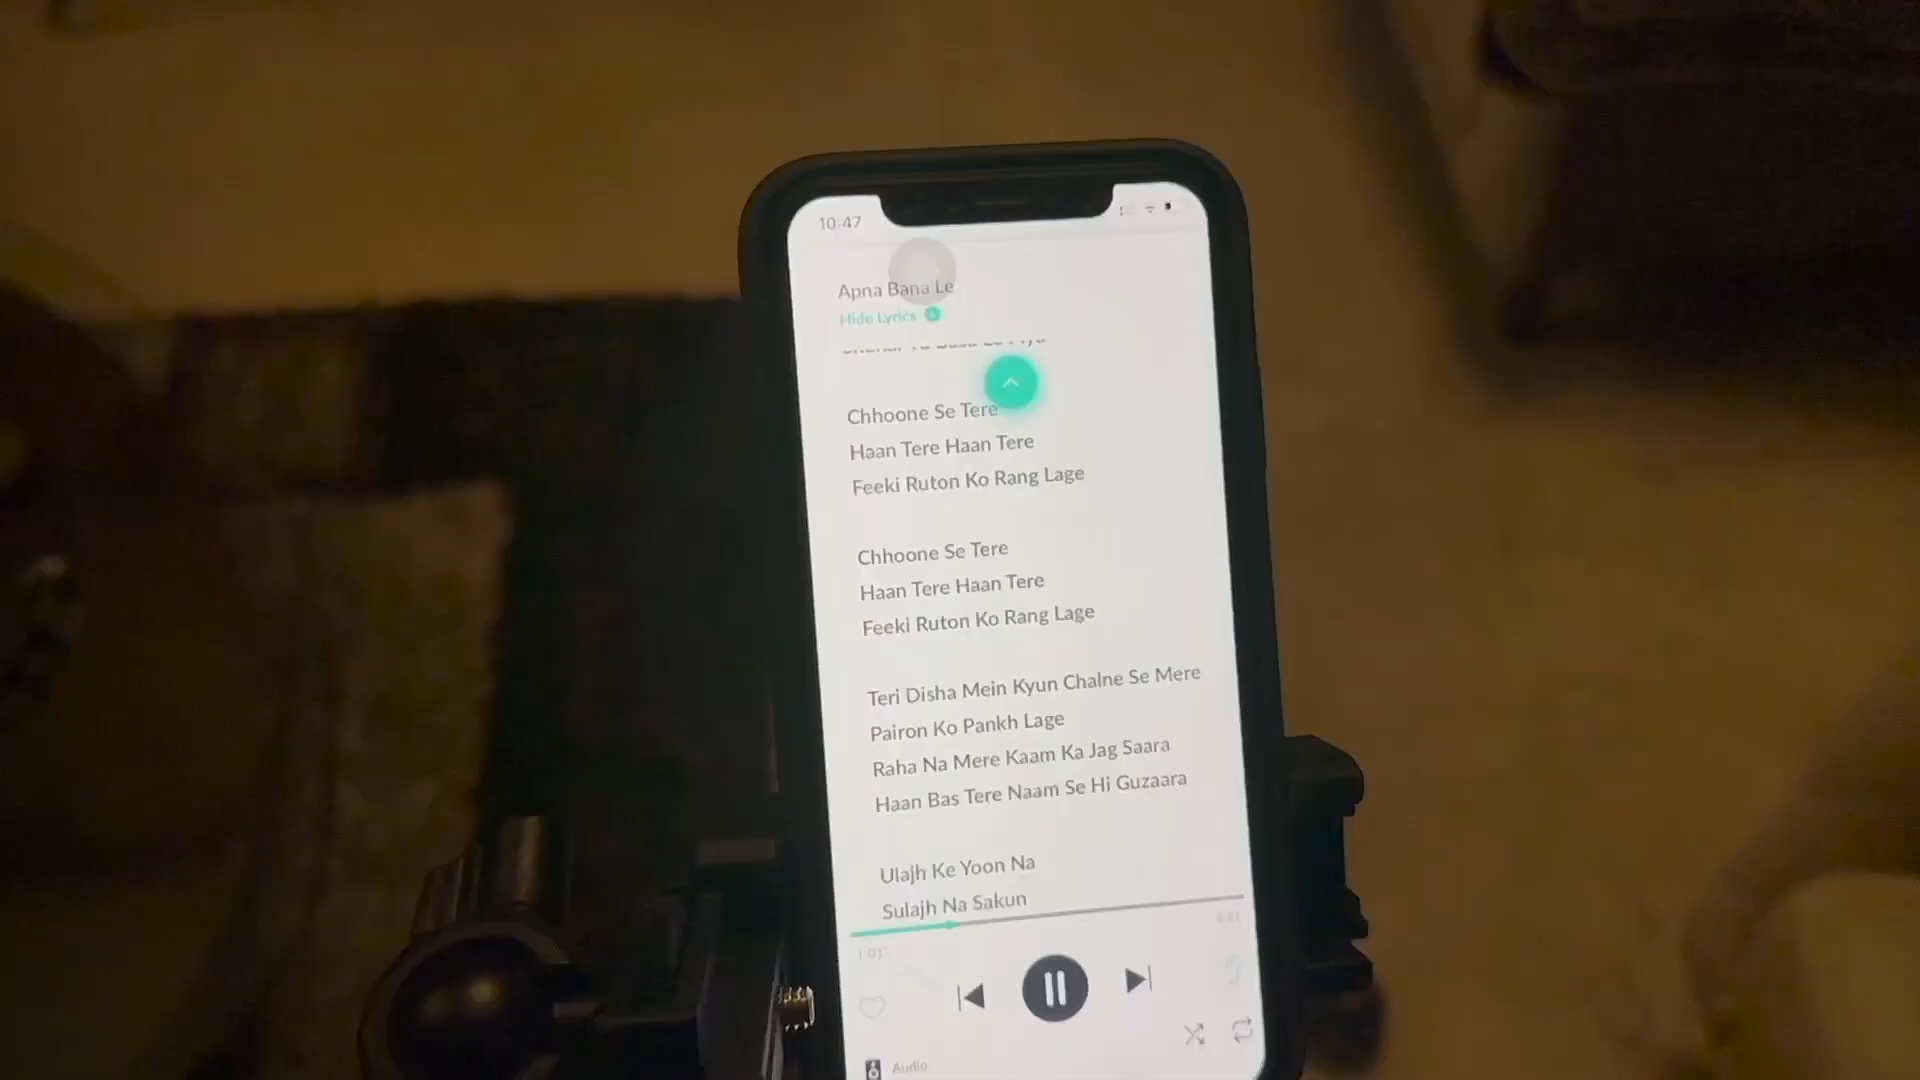 10:47
Apna Bana Le
Hide Lyrics
Chhoone Se Tere
Haan Tere Haan Tere
Feeki Ruton Ko Rang Lage
Chhoone Se Tere
Haan Tere Haan Tere
Feeki Ruton Ko Rang Lage
Teri Disha Mein Kyun Chalne Se Mere
Pairon Ko Pankh Lage
Raha Na Mere Kaam Ka Jag Saara
Haan Bas Tere Naam Se Hi Guzaara
Ulajh Ke Yoon Na
Sulajh Na Sakun
1:01
Audio